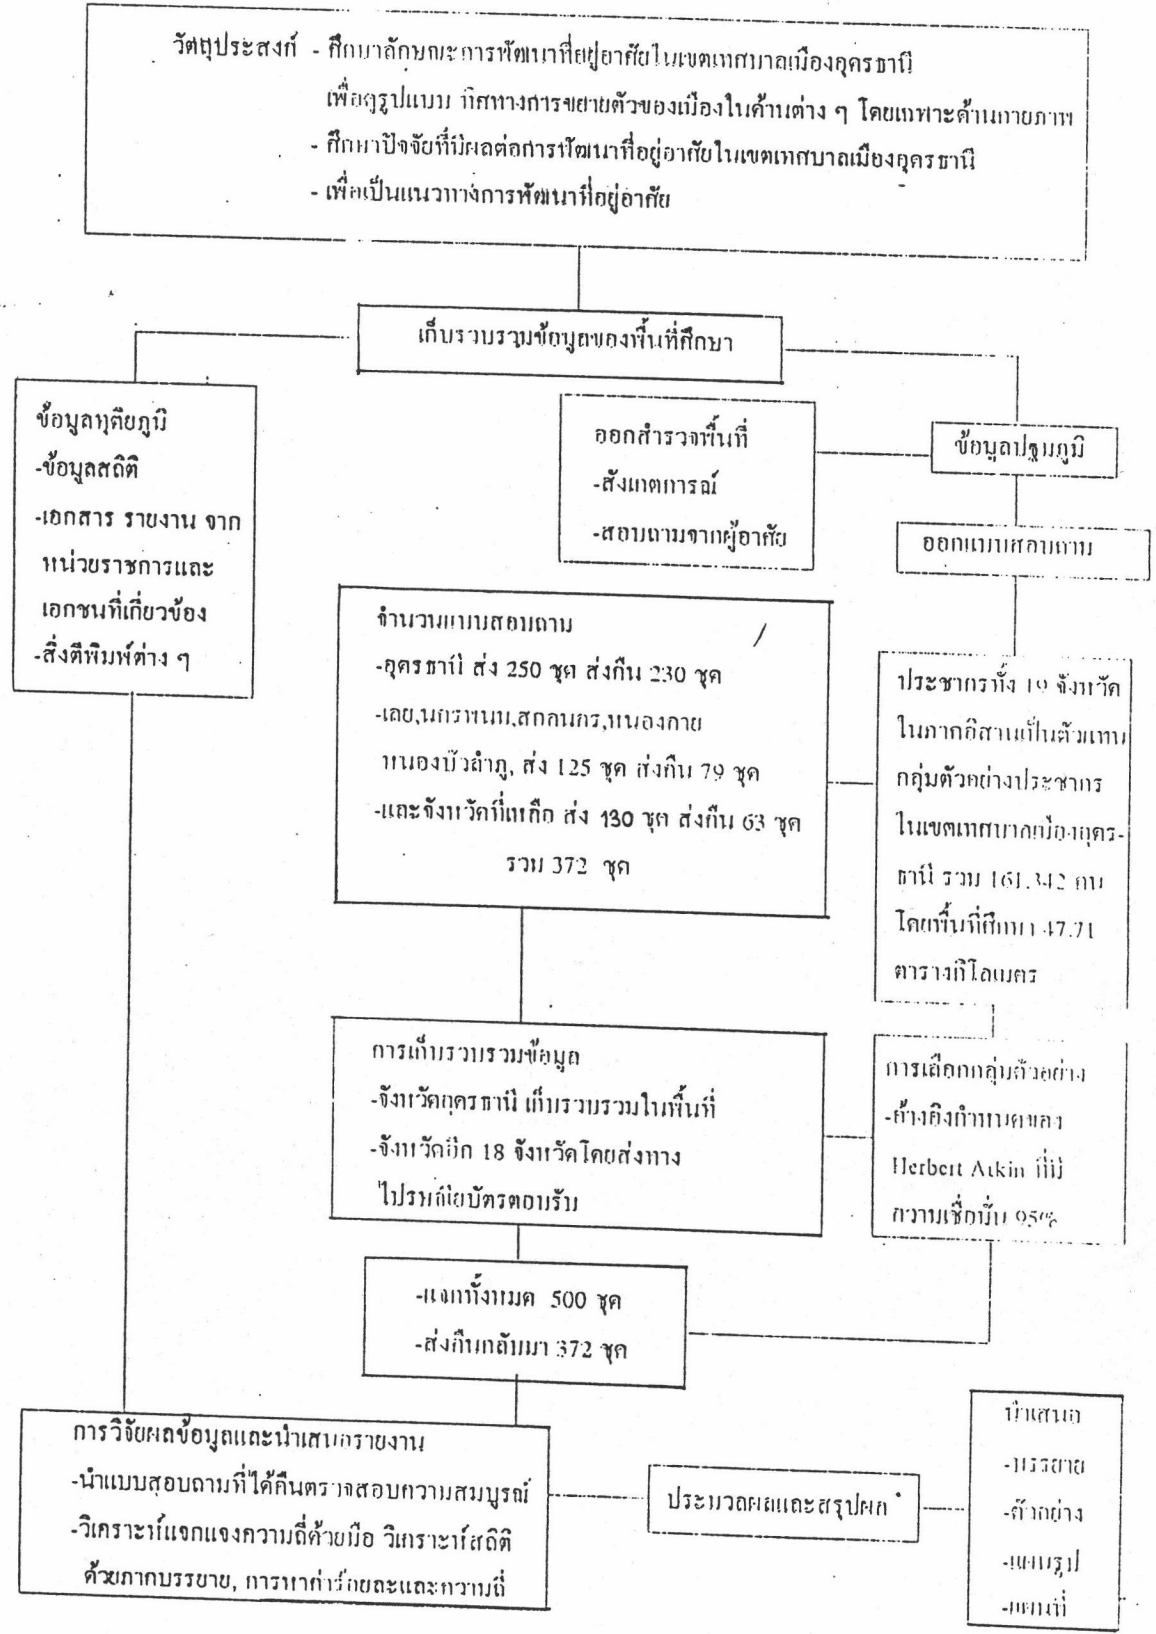 วัตถุประสงค์ - ศึกษาลักษณะการพัฒนาที่อยู่อาศัยในเขตเทศบาลเมืองอุดรธานี
เพื่อดูรูปแบบ ทิศทางการขยายตัวของเมืองในด้านต่าง ๆ โดยเฉพาะด้านกายภาพ
- ศึกษาปัจจัยที่มีผลต่อการพัฒนาที่อยู่อาศัยในเขตเทศบาลเมืองอุดรธานี
- เพื่อเป็นแนวทางการพัฒนาที่อยู่อาศัย
เก็บรวบรวมข้อมูลของพื้นที่ศึกษา
ข้อมูลทุติยภูมิ
-ข้อมูลสถิติ
-เอกสาร รายงาน จาก
หน่วยราชการและ
เอกชนที่เกี่ยวข้อง
-สิ่งตีพิมพ์ต่าง ๆ
ออกสำรวจพื้นที่
-สังเกตการณ์
-สอบถามจากผู้อาศัย
ข้อมูลปฐมภูมิ
ออกแบบสอบถาม
จำนวนแบบสอบถาม
-อุดรธานี ส่ง 250 ชุด ส่งคืน 230 ชุด
-เลย,นครพนม,สกลนคร,หนองคาย
หนองบัวลำภู, ส่ง 125 ชุด ส่งคืน 79 ชุด
-และจังหวัดที่เหลือ ส่ง 130 ชุด ส่งคืน 63 ชุด
รวม 372 ชุด
ประชากรทั้ง 19 จังหวัด
ในภาคอีสานเป็นตัวแทน
กลุ่มตัวอย่างประชากร
ในเขตเทศบาลเมืองอุดร-
ธานี รวม 161,342 คน
โดยพื้นที่ศึกษา 47.71
ตารางกิโลเมตร
การเก็บรวบรวมข้อมูล
-จังหวัดอุดรธานี เก็บรวบรวมในพื้นที่
-จังหวัดอีก 18 จังหวัดโดยส่งทาง
ไปรษณียบัตรตอบรับ
การเลือกกลุ่มตัวอย่าง
-อ้างอิงกำหนดของ
Herbert Arkin ที่มี
ความเชื่อมั่น 95%
-แจกทั้งหมด 500 ชุด
-ส่งคืนกลับมา 372 ชุด
การวิจัยผลข้อมูลและนำเสนอรายงาน
-นำแบบสอบถามที่ได้คืนตรวจสอบความสมบูรณ์
-วิเคราะห์แจกแจงความถี่ด้วยมือ วิเคราะห์สถิติ
ด้วยภาคบรรยาย, การหาค่าร้อยละและความถี่
ประมวลผลและสรุปผล
นำเสนอ
-บรรยาย
-ตัวอย่าง
-แผนรูป
-แผนที่